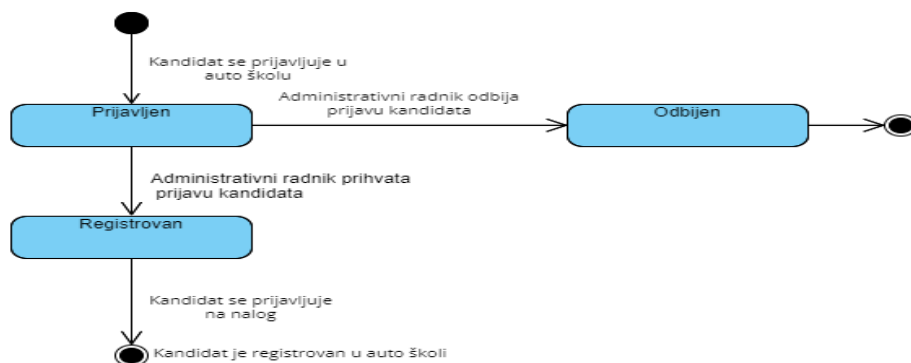 Kandidat se prijavljuje u
auto školu
Prijavljen
Administrativni radnik odbija
prijavu kandidata
Odbijen
Administrativni radnik prihvata
prijavu kandidata
Registrovan
Kandidat se prijavljuje
na nalog
Kandidat je registrovan u auto školi